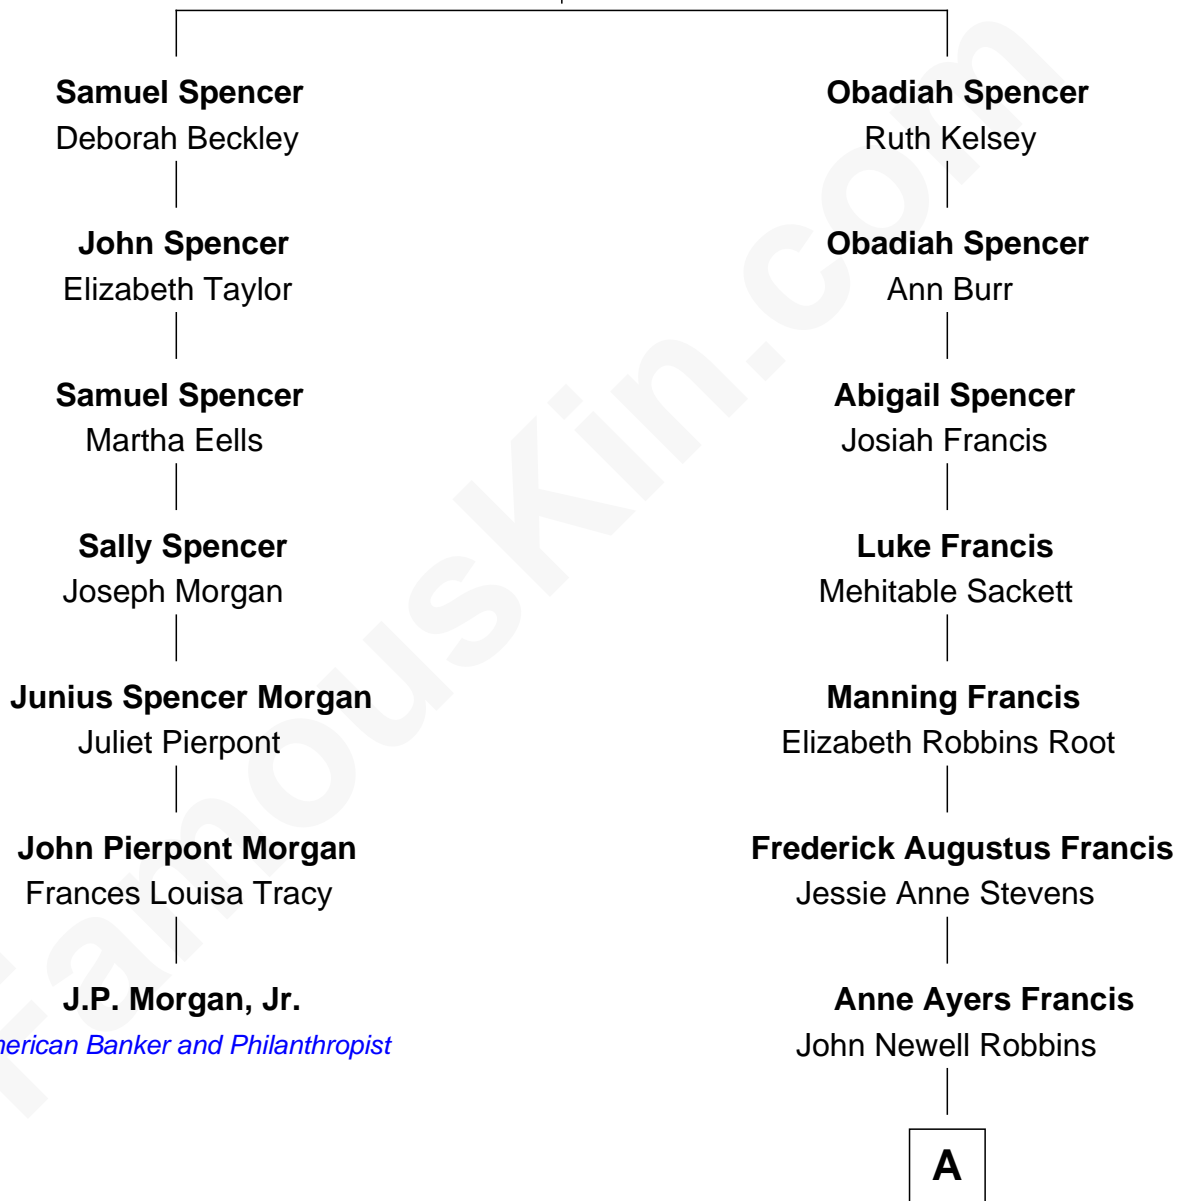 Samuel Spencer
Deborah Beckley
John Spencer
Elizabeth Taylor
Samuel Spencer
Martha Eells
Sally Spencer
Joseph Morgan
Junius Spencer Morgan
Juliet Pierpont
John Pierpont Morgan
Frances Louisa Tracy
J.P. Morgan, Jr.
merican Banker and Philanthropist
Obadiah Spencer
Ruth Kelsey
Obadiah Spencer
Ann Burr
Abigail Spencer
Josiah Francis
Luke Francis
Mehitable Sackett
Manning Francis
Elizabeth Robbins Root
Frederick Augustus Francis
Jessie Anne Stevens
Anne Ayers Francis
John Newell Robbins
A
FamousKin.com